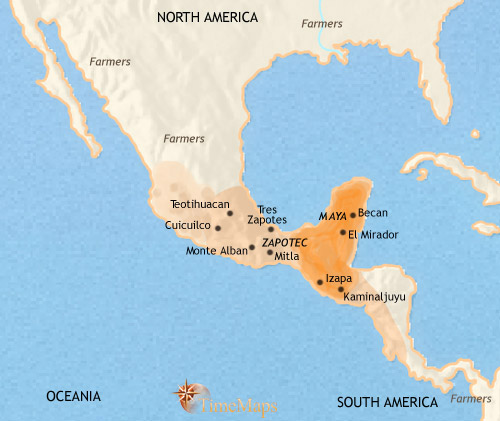 NORTH AMERICA
Farmers
Farmers
Farmers
Farmers
Teotihuacan
Tres
Zapotes
MAYA
Becan
Cuicuilco
El Mirador
ZAPOTEC
Monte Alban
Mitla
Izapa
Kaminaljuyu
OCEANIA
TimeMaps
SOUTH AMERICA
Farmers